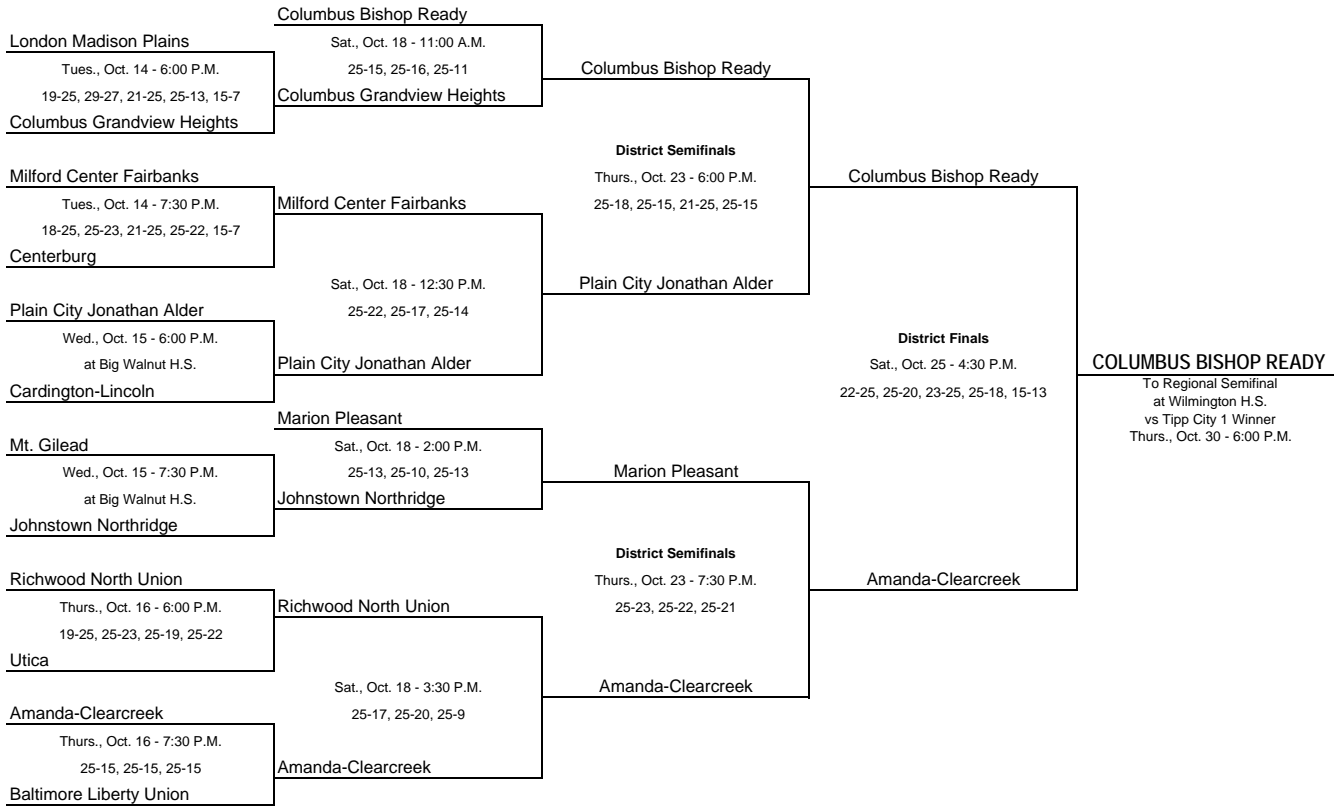 Columbus Bishop Ready
London Madison Plains
Sat., Oct. 18 - 11:00 A.M.
Tues., Oct. 14 - 6:00 P.M.
25-15, 25-16, 25-11
Columbus Bishop Ready
19-25, 29-27, 21-25, 25-13, 15-7
Columbus Grandview Heights
Columbus Grandview Heights
District Semifinals
Milford Center Fairbanks
Thurs., Oct. 23 - 6:00 P.M.
Columbus Bishop Ready
Tues., Oct. 14 - 7:30 P.M.
Milford Center Fairbanks
25-18, 25-15, 21-25, 25-15
18-25, 25-23, 21-25, 25-22, 15-7
Centerburg
Sat., Oct. 18 - 12:30 P.M.
Plain City Jonathan Alder
Plain City Jonathan Alder
25-22, 25-17, 25-14
Wed., Oct. 15 - 6:00 P.M.
District Finals
at Big Walnut H.S.
Plain City Jonathan Alder
Sat., Oct. 25 - 4:30 P.M.
COLUMBUS BISHOP READY
Cardington-Lincoln
22-25, 25-20, 23-25, 25-18, 15-13
To Regional Semifinal
at Wilmington H.S.
vs Tipp City 1 Winner
Thurs., Oct. 30 - 6:00 P.M.
Marion Pleasant
Mt. Gilead
Sat., Oct. 18 - 2:00 P.M.
Wed., Oct. 15 - 7:30 P.M.
25-13, 25-10, 25-13
Marion Pleasant
at Big Walnut H.S.
Johnstown Northridge
Johnstown Northridge
District Semifinals
Richwood North Union
Thurs., Oct. 23 - 7:30 P.M.
Amanda-Clearcreek
Thurs., Oct. 16 - 6:00 P.M.
Richwood North Union
25-23, 25-22, 25-21
19-25, 25-23, 25-19, 25-22
Utica
Sat., Oct. 18 - 3:30 P.M.
Amanda-Clearcreek
Amanda-Clearcreek
25-17, 25-20, 25-9
Thurs., Oct. 16 - 7:30 P.M.
25-15, 25-15, 25-15
Amanda-Clearcreek
Baltimore Liberty Union